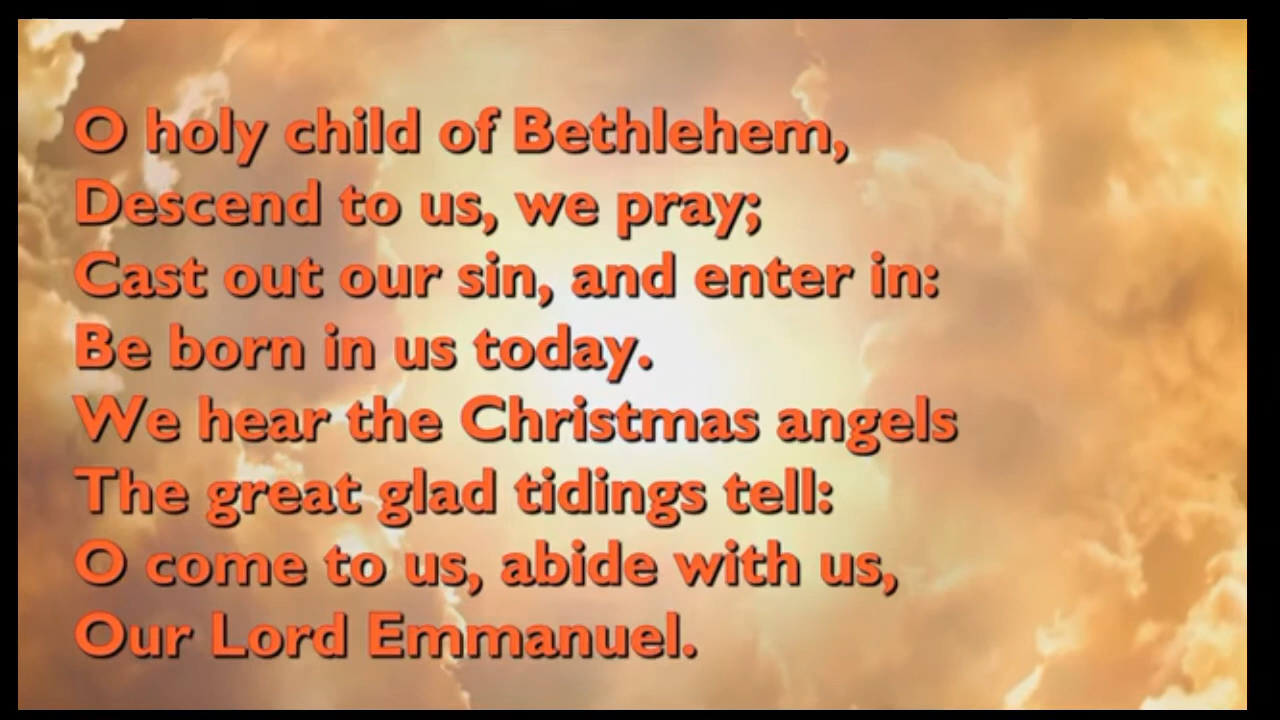 O holy child of Bethlehem,
Descend to us, we pray;
Cast out our sin, and enter in:
Be born in us today.
We hear the Christmas angels
The great glad tidings tell:
O come to us, abide with us,
Our Lord Emmanuel.